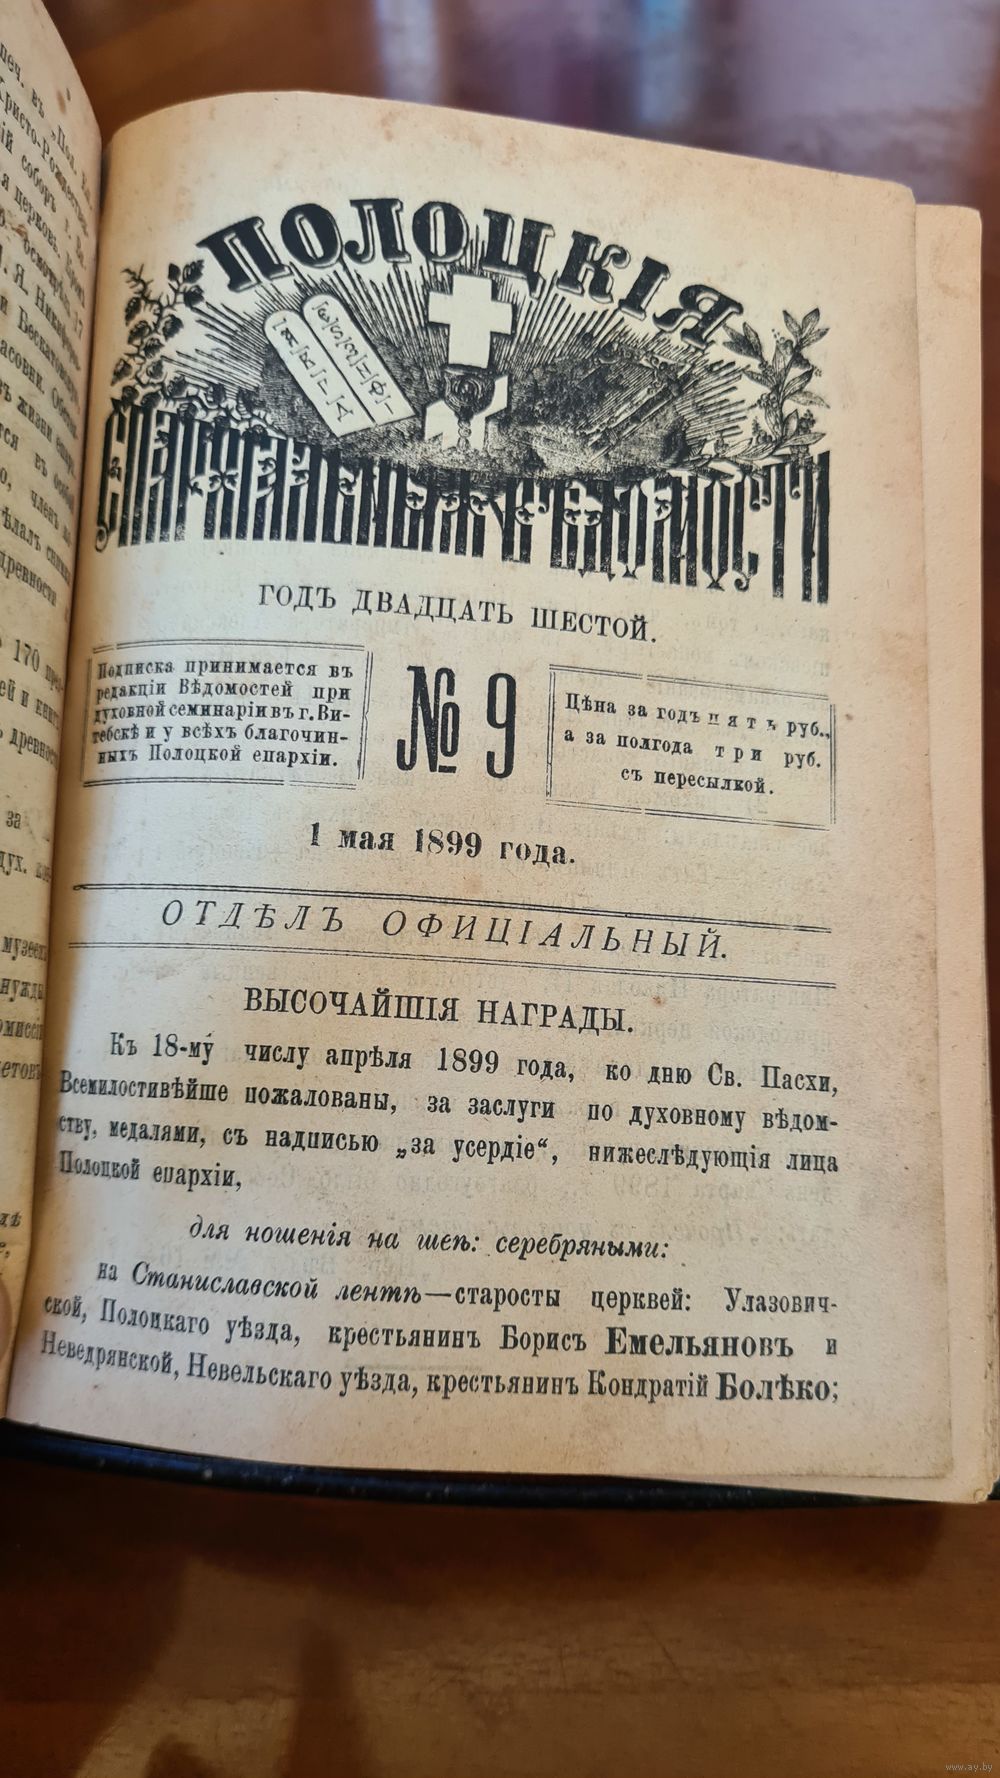 ПОЛОЦКІЯ
ЕПАРХІАЛЬНЫЯ ВѢДОМОСТИ
ГОДЪ ДВАДЦАТЬ ШЕСТОЙ.
Подписка принимается въ
редакціи Вѣдомостей при
духовной семинаріи въ г. Ви-
тебскѣ и у всѣхъ благочин-
ныхъ Полоцкой епархіи.
№ 9
Цѣна за годъ пять руб.,
а за полгода три руб.
съ пересылкой.
1 мая 1899 года.
ОТДѢЛЪ ОФИЦІАЛЬНЫЙ.
ВЫСОЧАЙШІЯ НАГРАДЫ.
Къ 18-му числу апрѣля 1899 года, ко дню Св. Пасхи,
Всемилостивѣйше пожалованы, за заслуги по духовному вѣдом-
ству, медалями, съ надписью „за усердіе“, нижеслѣдующія лица
Полоцкой епархіи,
для ношенія на шеѣ: серебряными:
на Станиславской лентѣ—старосты церквей: Улазович-
ской, Полоцкаго уѣзда, крестьянинъ Борисъ Емельяновъ и
Неведрянской, Невельскаго уѣзда, крестьянинъ Кондратій Болѣко;
www.ay.by